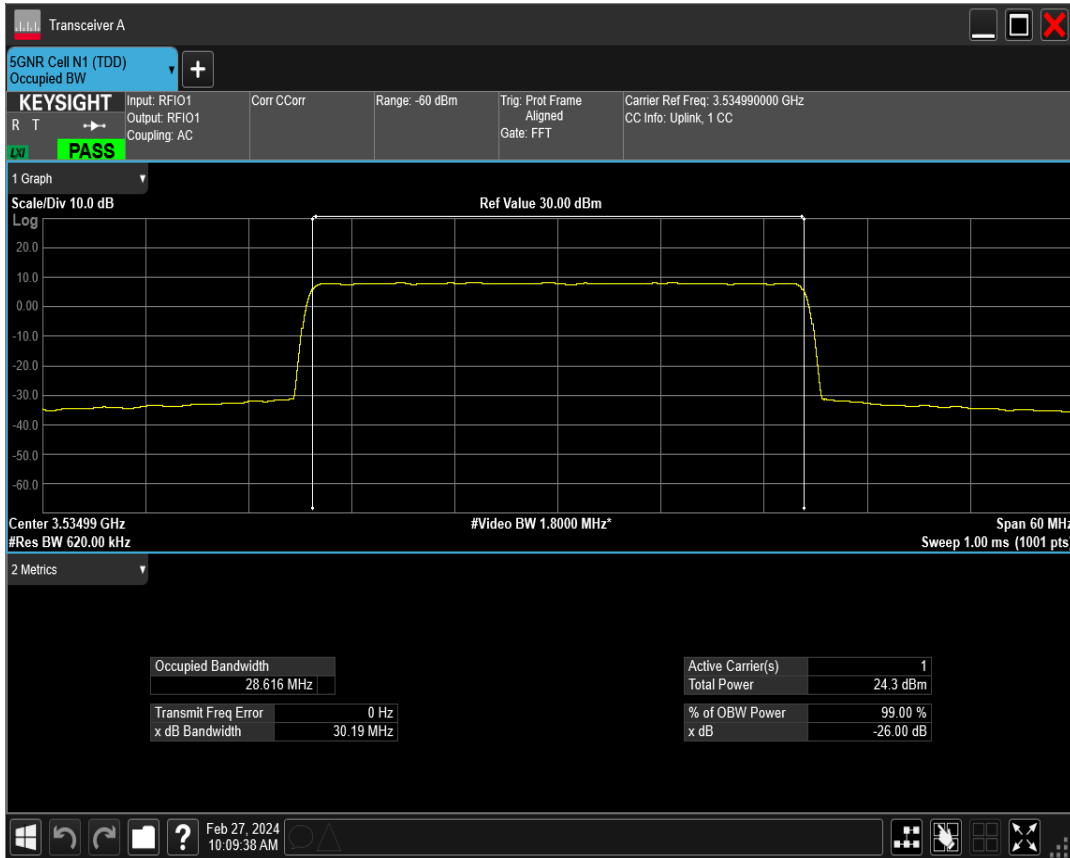 Transceiver A
5GNR Cell N1 (TDD)
Occupied BW
+
KEYSIGHT
R T
LXI
PASS
Input: RFIO1
Output: RFIO1
Coupling: AC
Corr CCorr
Range: -60 dBm
Trig: Prot Frame
Aligned
Gate: FFT
Carrier Ref Freq: 3.534990000 GHz
CC Info: Uplink, 1 CC
1 Graph
Scale/Div 10.0 dB
Ref Value 30.00 dBm
Log
20.0
10.0
0.00
-10.0
-20.0
-30.0
-40.0
-50.0
-60.0
Center 3.53499 GHz
#Video BW 1.8000 MHz*
Span 60 MHz
#Res BW 620.00 kHz
Sweep 1.00 ms (1001 pts)
2 Metrics
Occupied Bandwidth
28.616 MHz
Transmit Freq Error 0 Hz
x dB Bandwidth 30.19 MHz
Active Carrier(s) 1
Total Power 24.3 dBm
% of OBW Power 99.00 %
x dB -26.00 dB
?
Feb 27, 2024
10:09:38 AM